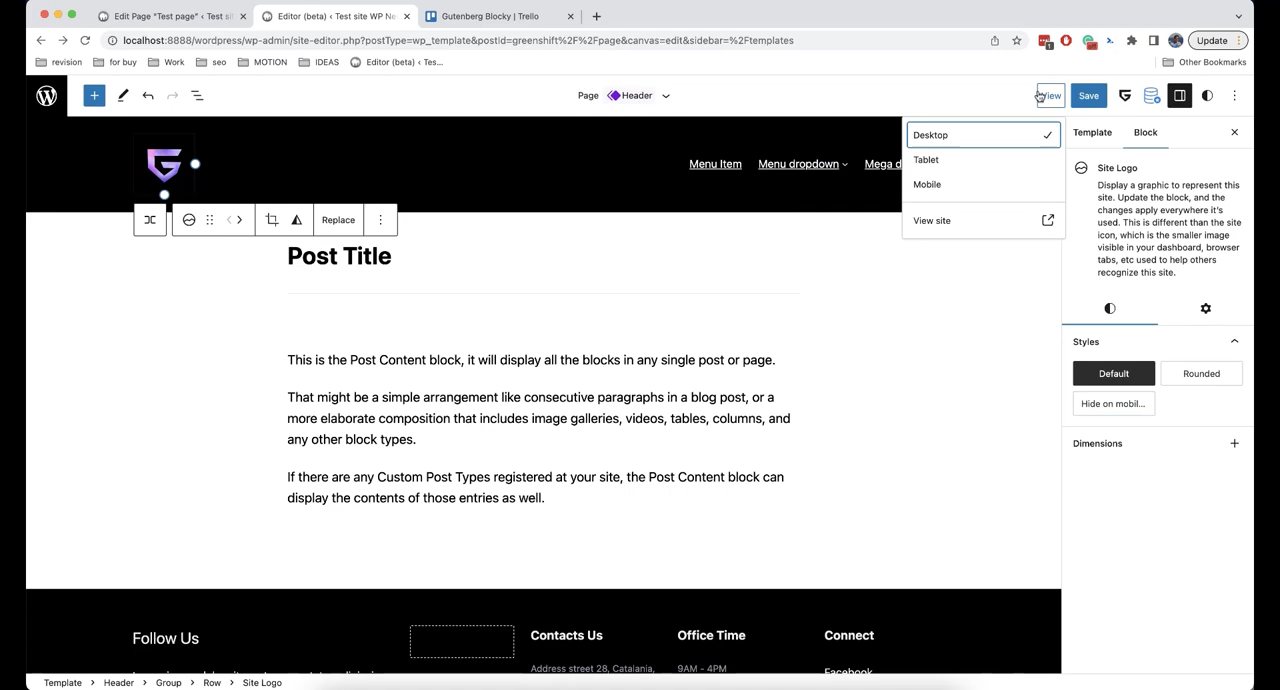 Edit Page "Test page" ‹ Test si
Editor (beta) ‹ Test site WP Ne
Gutenberg Blocky | Trello
localhost:8888/wordpress/wp-admin/site-editor.php?postType=wp_template&postId=greenshift%2F%2Fpage&canvas=edit&sidebar=%2Ftemplates
Update
revision
for buy
Work
seo
MOTION
IDEAS
Editor (beta) ‹ Tes...
Other Bookmarks
Page
Header
View
Save
Desktop
Tablet
Mobile
View site
Menu Item
Menu dropdown
Mega d
Replace
Template
Block
Site Logo
Display a graphic to represent this
site. Update the block, and the
changes apply everywhere it's
used. This is different than the site
icon, which is the smaller image
visible in your dashboard, browser
tabs, etc used to help others
recognize this site.
Styles
Default
Rounded
Hide on mobil...
Dimensions
Post Title
This is the Post Content block, it will display all the blocks in any single post or page.
That might be a simple arrangement like consecutive paragraphs in a blog post, or a
more elaborate composition that includes image galleries, videos, tables, columns, and
any other block types.
If there are any Custom Post Types registered at your site, the Post Content block can
display the contents of those entries as well.
Follow Us
Contacts Us
Office Time
Connect
Address street 28, Catalania,
9AM - 4PM
Facebook
Template > Header > Group > Row > Site Logo